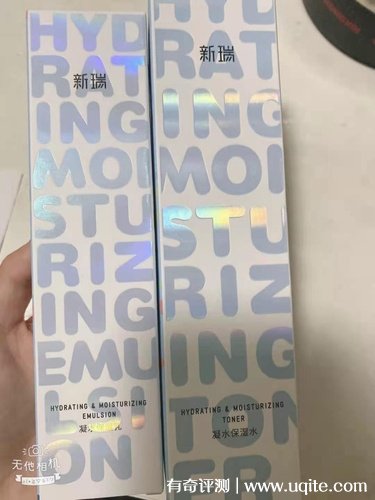 新瑞
HYD
RAT
ING
MOI
STU
RIZ
ING
EMU
LSI
ON
HYDRATING & MOISTURIZING
EMULSION
新瑞
HYD
RAT
ING
MOI
STU
RIZ
ING
TON
ER
HYDRATING & MOISTURIZING
TONER
凝水保湿水
无他相机
有奇评测 | www.uqite.com